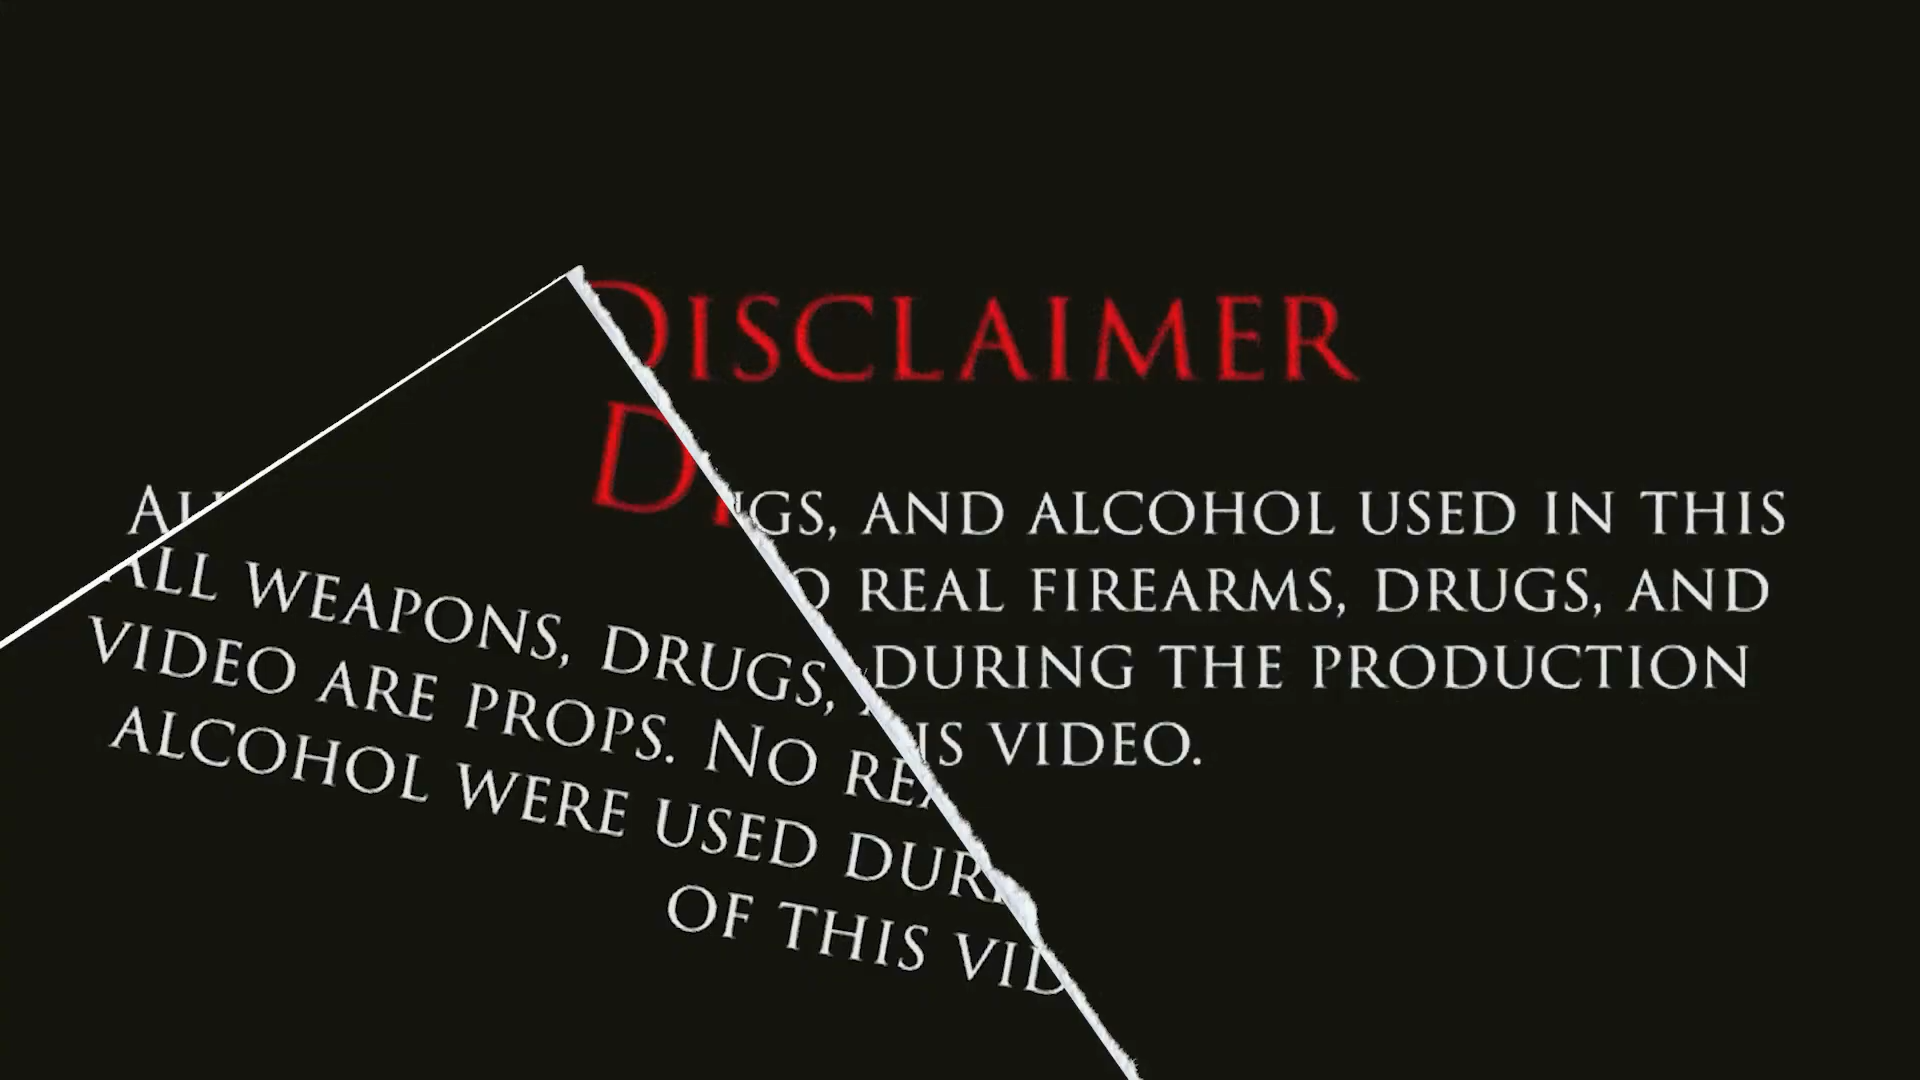 DISCLAIMER
D
AL
GS, AND ALCOHOL USED IN THIS
O REAL FIREARMS, DRUGS, AND
DURING THE PRODUCTION
IS VIDEO.
ALL WEAPONS, DRUGS,
VIDEO ARE PROPS. NO REA
ALCOHOL WERE USED DUR
OF THIS VID